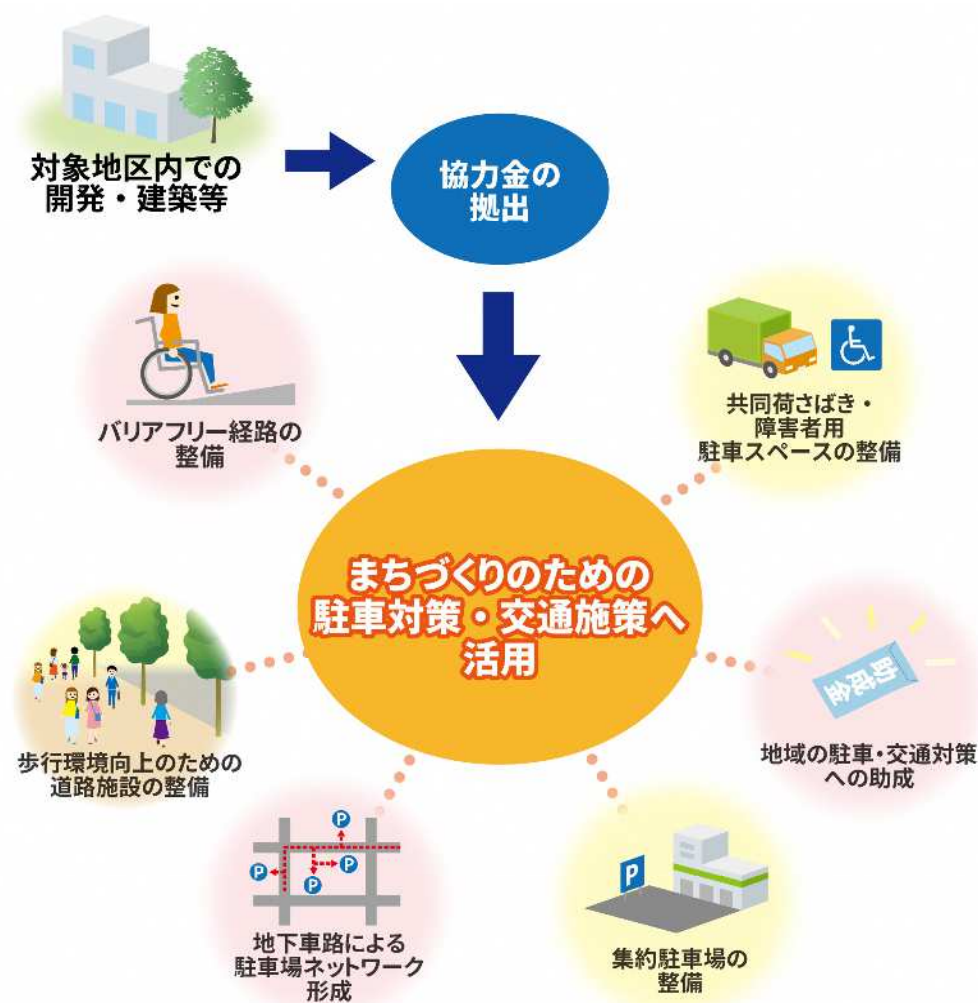 対象地区内での
開発・建築等
協力金の
拠出
バリアフリー経路の
整備
共同荷さばき・
障害者用
駐車スペースの整備
まちづくりのための
駐車対策・交通施策へ
活用
歩行環境向上のための
道路施設の整備
助成金
地域の駐車・交通対策
への助成
P
P
P
P
地下車路による
駐車場ネットワーク
形成
P
集約駐車場の
整備